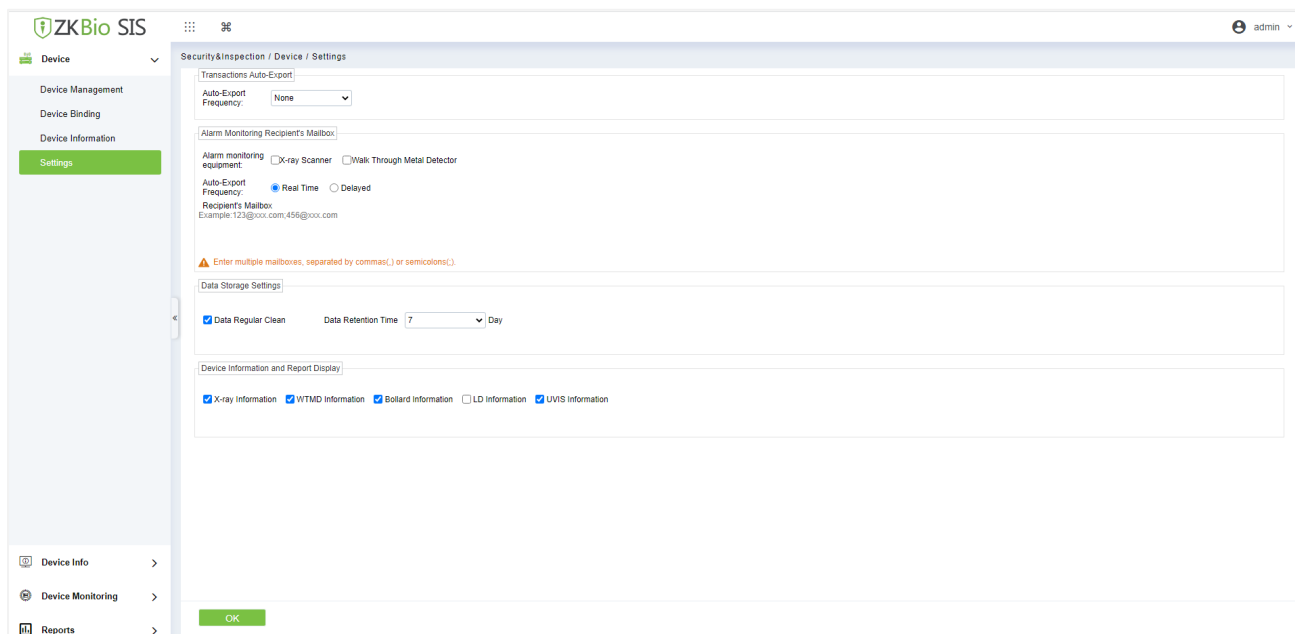 ZKBio SIS
admin
Device
Device Management
Device Binding
Device Information
Settings
Device Info
Device Monitoring
Reports
Security&Inspection / Device / Settings
Transactions Auto-Export
Auto-Export
Frequency:
None
Alarm Monitoring Recipient's Mailbox
Alarm monitoring
equipment:
X-ray Scanner
Walk Through Metal Detector
Auto-Export
Frequency:
Real Time
Delayed
Recipient's Mailbox
Example:123@xxx.com;456@xxx.com
Enter multiple mailboxes, separated by commas(,) or semicolons(;).
Data Storage Settings
Data Regular Clean
Data Retention Time
7
Day
Device Information and Report Display
X-ray Information
WTMD Information
Bollard Information
LD Information
UVIS Information
OK